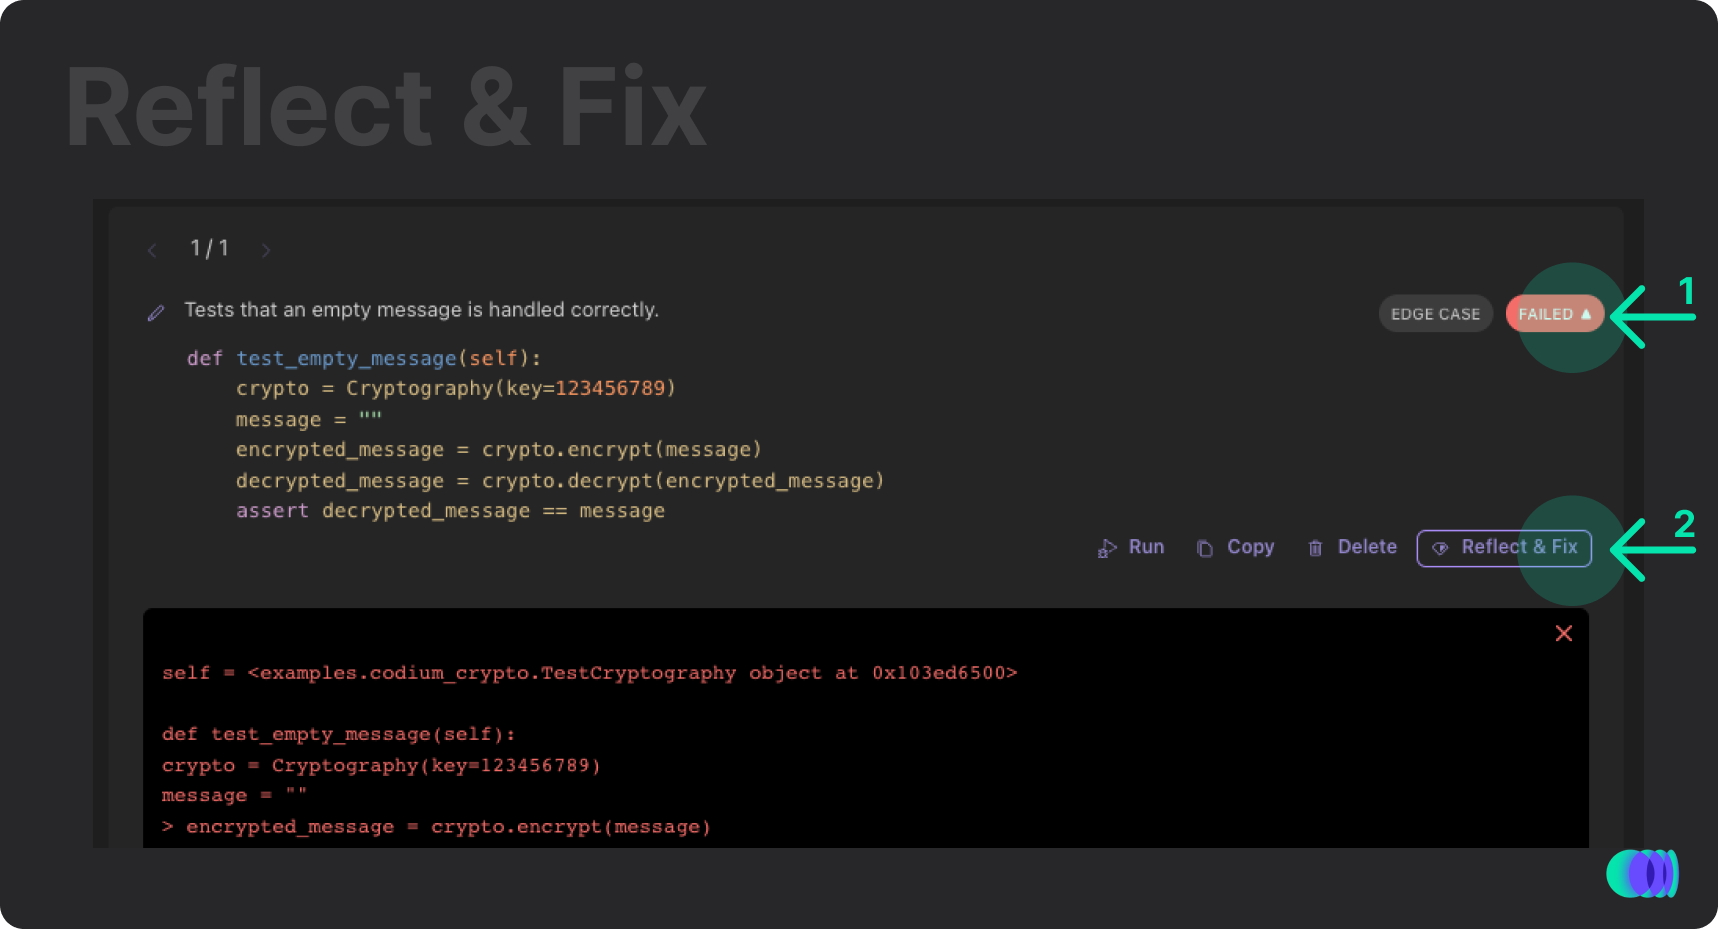 Reflect & Fix
1/1
Tests that an empty message is handled correctly.
EDGE CASE
FAILED
1
def test_empty_message(self):
    crypto = Cryptography(key=123456789)
    message = ""
    encrypted_message = crypto.encrypt(message)
    decrypted_message = crypto.decrypt(encrypted_message)
    assert decrypted_message == message
Run Copy Delete Reflect & Fix
2
self = <examples.codium_crypto.TestCryptography object at 0x103ed6500>
def test_empty_message(self):
crypto = Cryptography(key=123456789)
message = ""
> encrypted_message = crypto.encrypt(message)